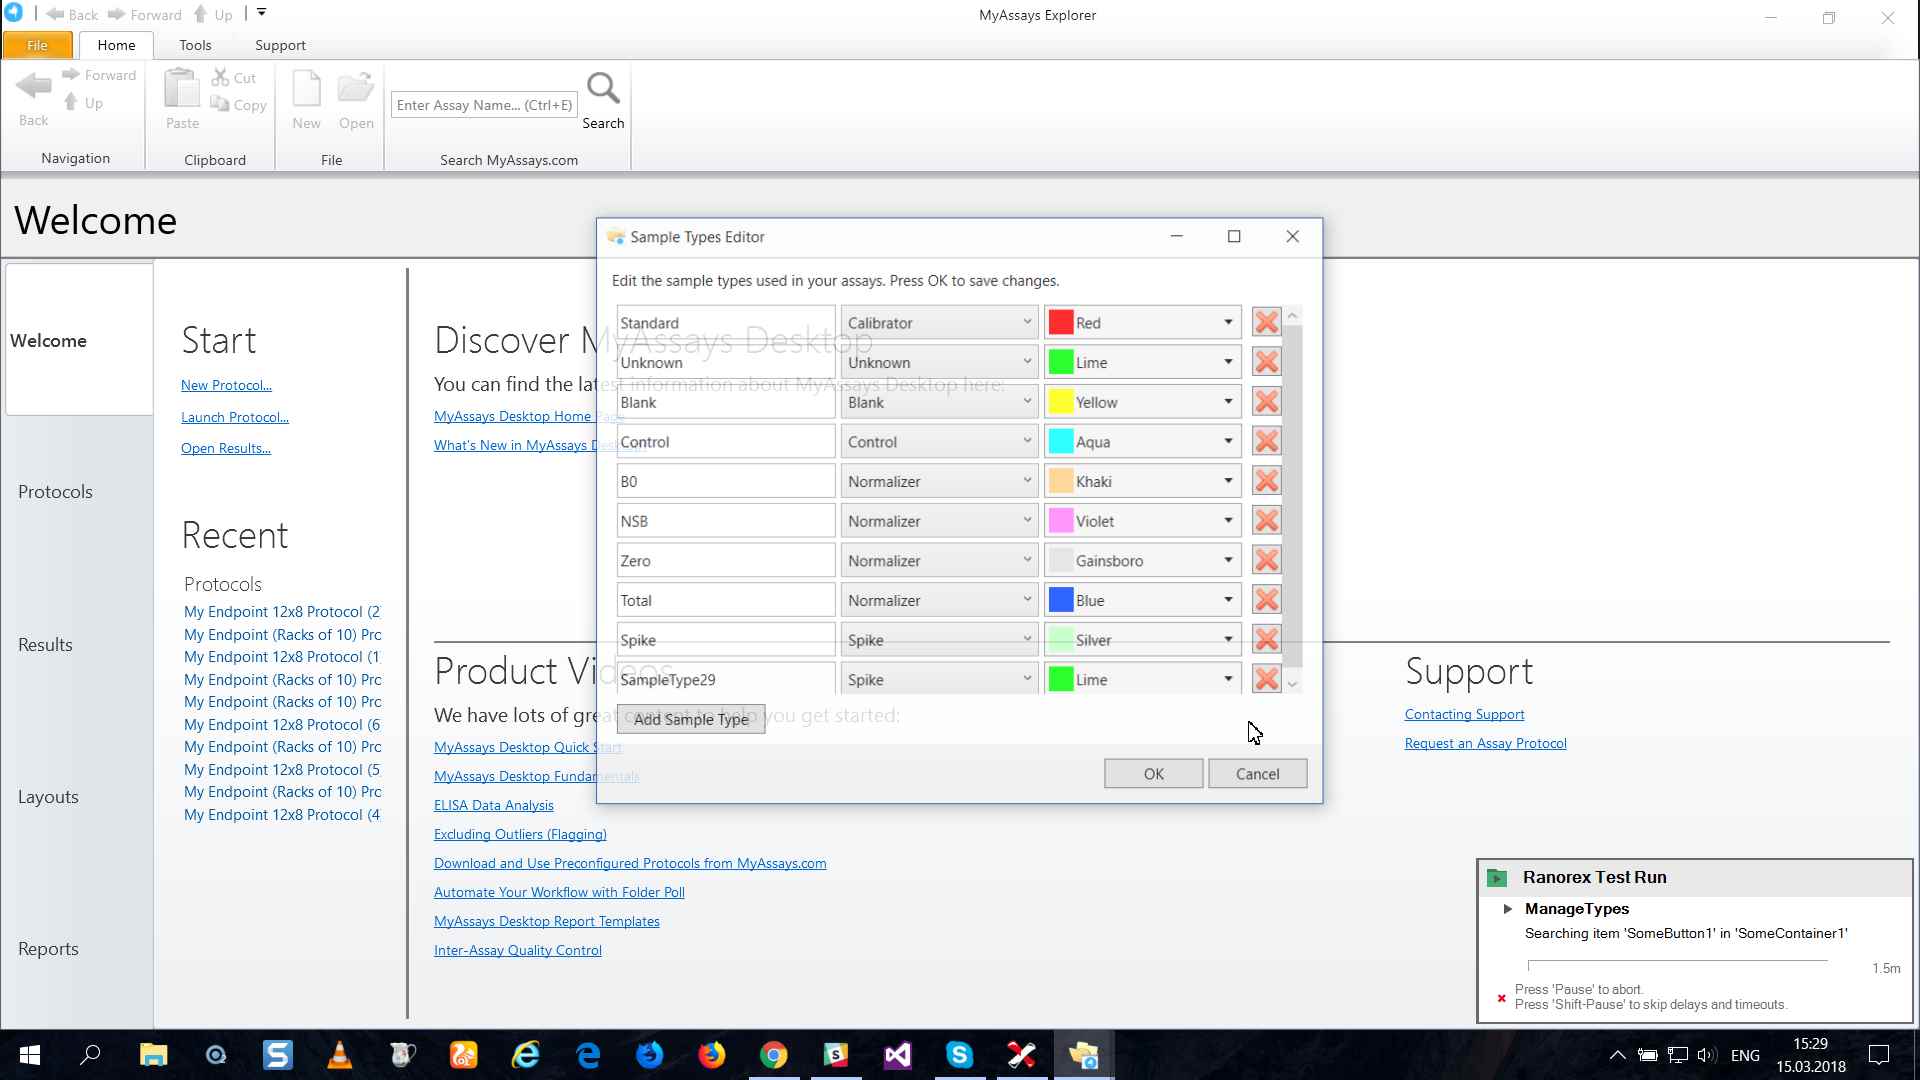 Back Forward Up
MyAssays Explorer
File Home Tools Support
Back
Forward
Up
Navigation
Paste
Cut
Copy
Clipboard
New
Open
File
Enter Assay Name... (Ctrl+E)
Search
Search MyAssays.com
Welcome
Welcome
Protocols
Results
Layouts
Reports
Start
New Protocol...
Launch Protocol...
Open Results...
Recent
Protocols
My Endpoint 12x8 Protocol (2
My Endpoint (Racks of 10) Prc
My Endpoint 12x8 Protocol (1
My Endpoint (Racks of 10) Prc
My Endpoint (Racks of 10) Prc
My Endpoint 12x8 Protocol (6
My Endpoint (Racks of 10) Prc
My Endpoint 12x8 Protocol (5
My Endpoint (Racks of 10) Prc
My Endpoint 12x8 Protocol (4
Discover MyAssays Desktop
You can find the latest information about MyAssays Desktop here:
MyAssays Desktop Home Page
What's New in MyAssays Desktop
Product Videos
We have lots of great content to help you get started:
MyAssays Desktop Quick Start
MyAssays Desktop Fundamentals
ELISA Data Analysis
Excluding Outliers (Flagging)
Download and Use Preconfigured Protocols from MyAssays.com
Automate Your Workflow with Folder Poll
MyAssays Desktop Report Templates
Inter-Assay Quality Control
Support
Contacting Support
Request an Assay Protocol
Sample Types Editor
Edit the sample types used in your assays. Press OK to save changes.
Standard Calibrator Red
Unknown Unknown Lime
Blank Blank Yellow
Control Control Aqua
B0 Normalizer Khaki
NSB Normalizer Violet
Zero Normalizer Gainsboro
Total Normalizer Blue
Spike Spike Silver
SampleType29 Spike Lime
Add Sample Type
OK Cancel
Ranorex Test Run
ManageTypes
Searching item 'SomeButton1' in 'SomeContainer1'
1.5m
Press 'Pause' to abort.
Press 'Shift-Pause' to skip delays and timeouts.
ENG
15:29
15.03.2018